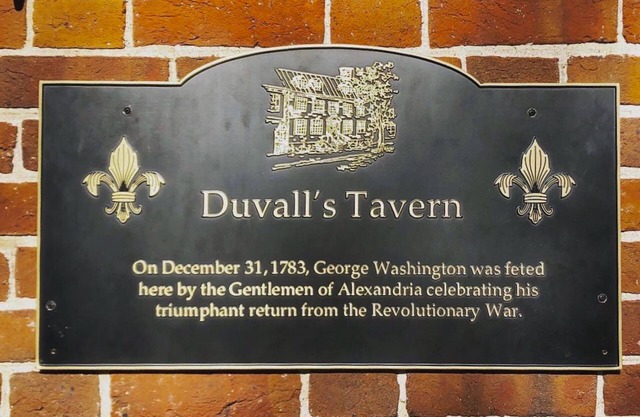 Duvall's Tavern
On December 31, 1783, George Washington was feted
here by the Gentlemen of Alexandria celebrating his
triumphant return from the Revolutionary War.